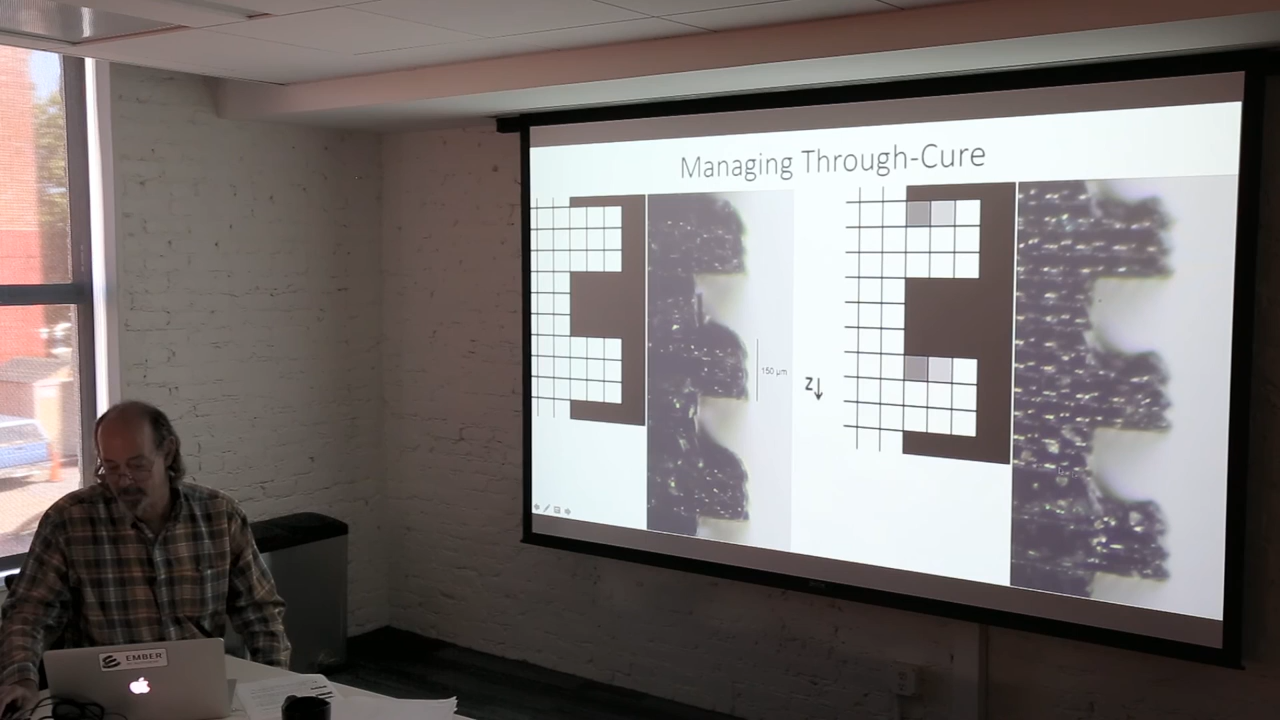 Managing Through-Cure
150 µm
Z↓
EMBER